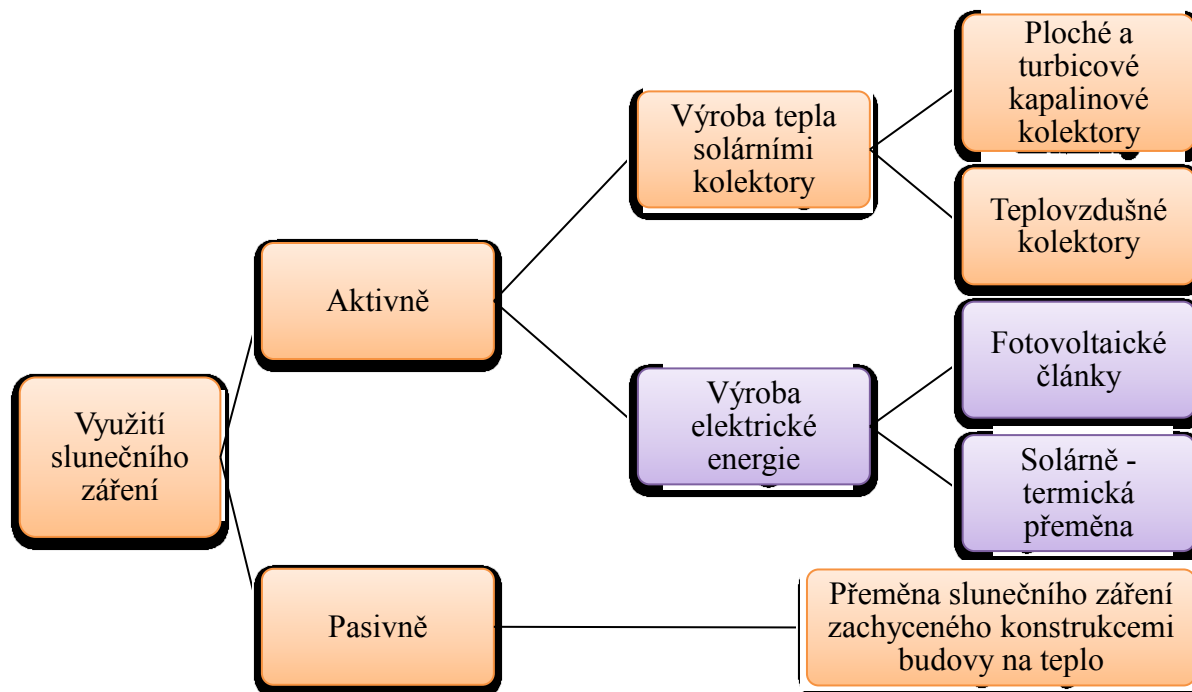 Využití
slunečního
záření
Aktivně
Výroba tepla
solárními
kolektory
Ploché a
turbicové
kapalinové
kolektory
Teplovzdušné
kolektory
Výroba
elektrické
energie
Fotovoltaické
články
Solárně -
termická
přeměna
Pasivně
Přeměna slunečního záření
zachyceného konstrukcemi
budovy na teplo